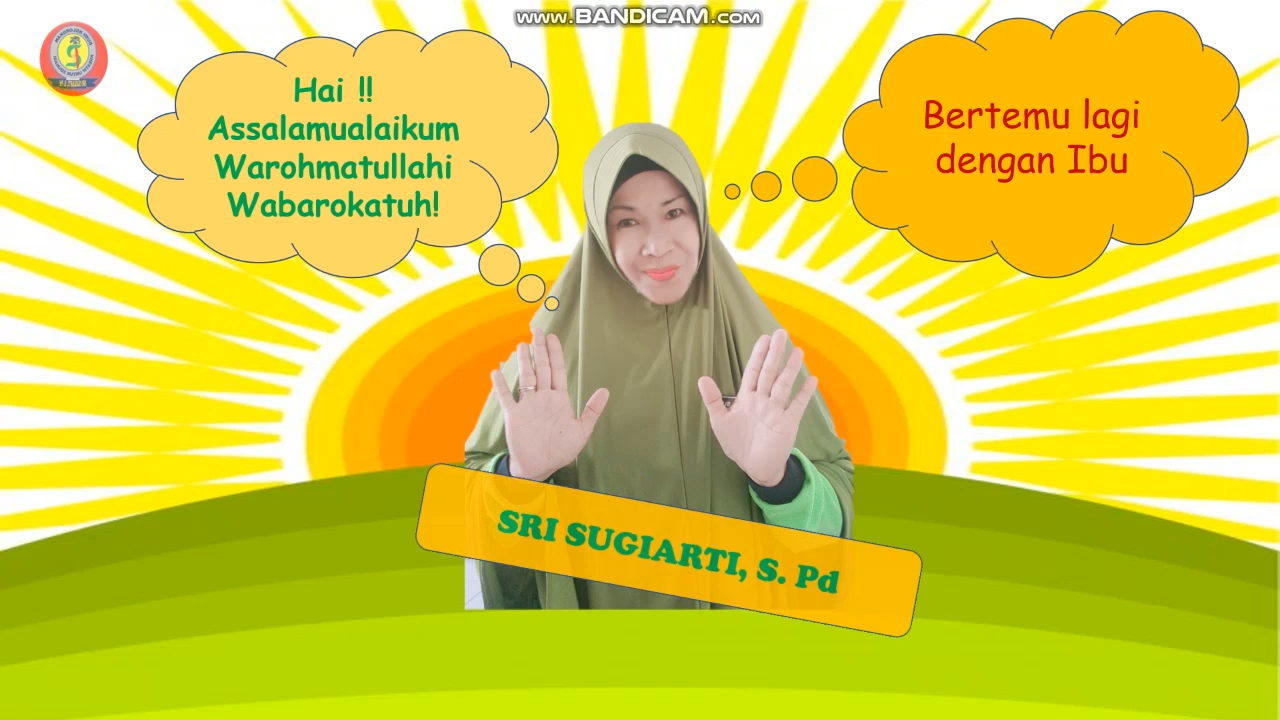 www.BANDICAM.com
Hai !!
Assalamualaikum
Warohmatullahi
Wabarokatuh!
Bertemu lagi
dengan Ibu
SRI SUGIARTI, S. Pd